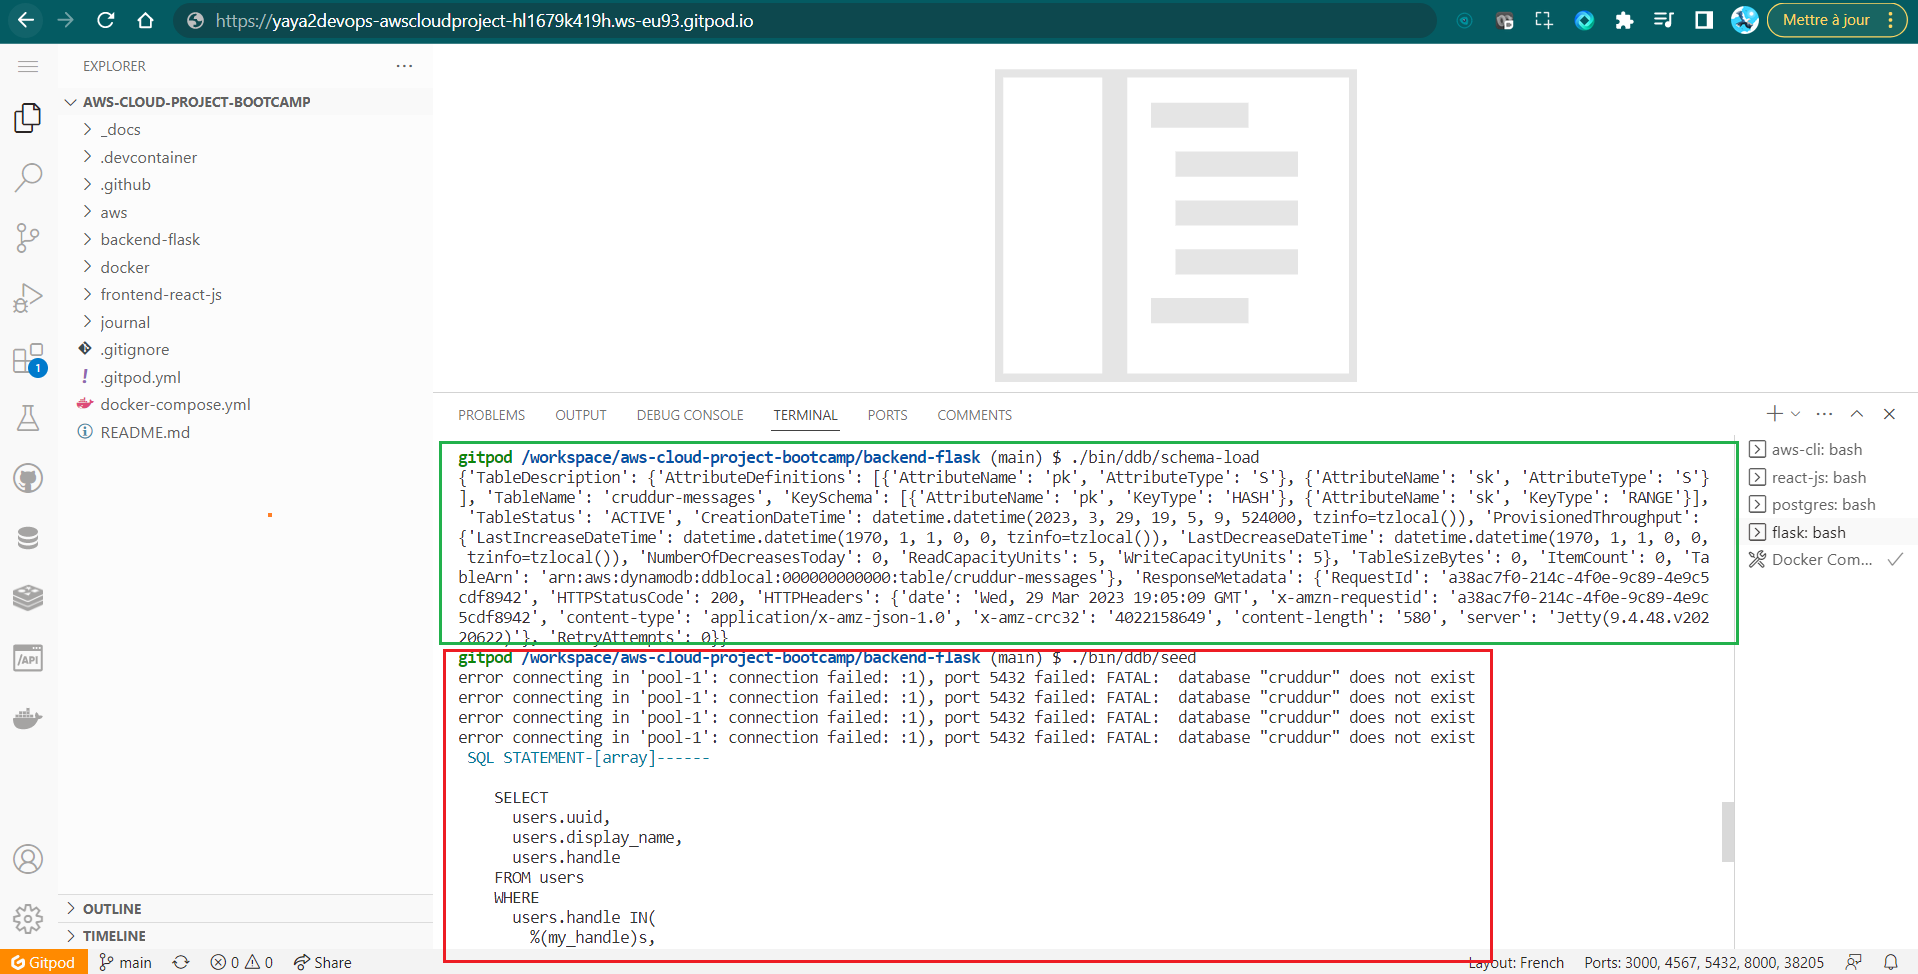 https://yaya2devops-awscloudproject-hl1679k419h.ws-eu93.gitpod.io
Mettre à jour
EXPLORER
AWS-CLOUD-PROJECT-BOOTCAMP
_docs
.devcontainer
.github
aws
backend-flask
docker
frontend-react-js
journal
.gitignore
.gitpod.yml
docker-compose.yml
README.md
OUTLINE
TIMELINE
1
/API
PROBLEMS OUTPUT DEBUG CONSOLE TERMINAL PORTS COMMENTS
gitpod /workspace/aws-cloud-project-bootcamp/backend-flask (main) $ ./bin/ddb/schema-load
{'TableDescription': {'AttributeDefinitions': [{'AttributeName': 'pk', 'AttributeType': 'S'}, {'AttributeName': 'sk', 'AttributeType': 'S'}
], 'TableName': 'cruddur-messages', 'KeySchema': [{'AttributeName': 'pk', 'KeyType': 'HASH'}, {'AttributeName': 'sk', 'KeyType': 'RANGE'}],
'TableStatus': 'ACTIVE', 'CreationDateTime': datetime.datetime(2023, 3, 29, 19, 5, 9, 524000, tzinfo=tzlocal()), 'ProvisionedThroughput':
{'LastIncreaseDateTime': datetime.datetime(1970, 1, 1, 0, 0, tzinfo=tzlocal()), 'LastDecreaseDateTime': datetime.datetime(1970, 1, 1, 0, 0,
tzinfo=tzlocal()), 'NumberOfDecreasesToday': 0, 'ReadCapacityUnits': 5, 'WriteCapacityUnits': 5}, 'TableSizeBytes': 0, 'ItemCount': 0, 'Ta
bleArn': 'arn:aws:dynamodb:ddblocal:000000000000:table/cruddur-messages'}, 'ResponseMetadata': {'RequestId': 'a38ac7f0-214c-4f0e-9c89-4e9c5
cdf8942', 'HTTPStatusCode': 200, 'HTTPHeaders': {'date': 'Wed, 29 Mar 2023 19:05:09 GMT', 'x-amzn-requestid': 'a38ac7f0-214c-4f0e-9c89-4e9c
5cdf8942', 'content-type': 'application/x-amz-json-1.0', 'x-amz-crc32': '4022158649', 'content-length': '580', 'server': 'Jetty(9.4.48.v202
20622)'}, 'RetryAttempts': 0}}
gitpod /workspace/aws-cloud-project-bootcamp/backend-flask (main) $ ./bin/ddb/seed
error connecting in 'pool-1': connection failed: :1), port 5432 failed: FATAL:  database "cruddur" does not exist
error connecting in 'pool-1': connection failed: :1), port 5432 failed: FATAL:  database "cruddur" does not exist
error connecting in 'pool-1': connection failed: :1), port 5432 failed: FATAL:  database "cruddur" does not exist
error connecting in 'pool-1': connection failed: :1), port 5432 failed: FATAL:  database "cruddur" does not exist
SQL STATEMENT-[array]------
SELECT
users.uuid,
users.display_name,
users.handle
FROM users
WHERE
users.handle IN(
%(my_handle)s,
aws-cli: bash
react-js: bash
postgres: bash
flask: bash
Docker Com...
Gitpod main 0 0 Share Layout: French Ports: 3000, 4567, 5432, 8000, 38205